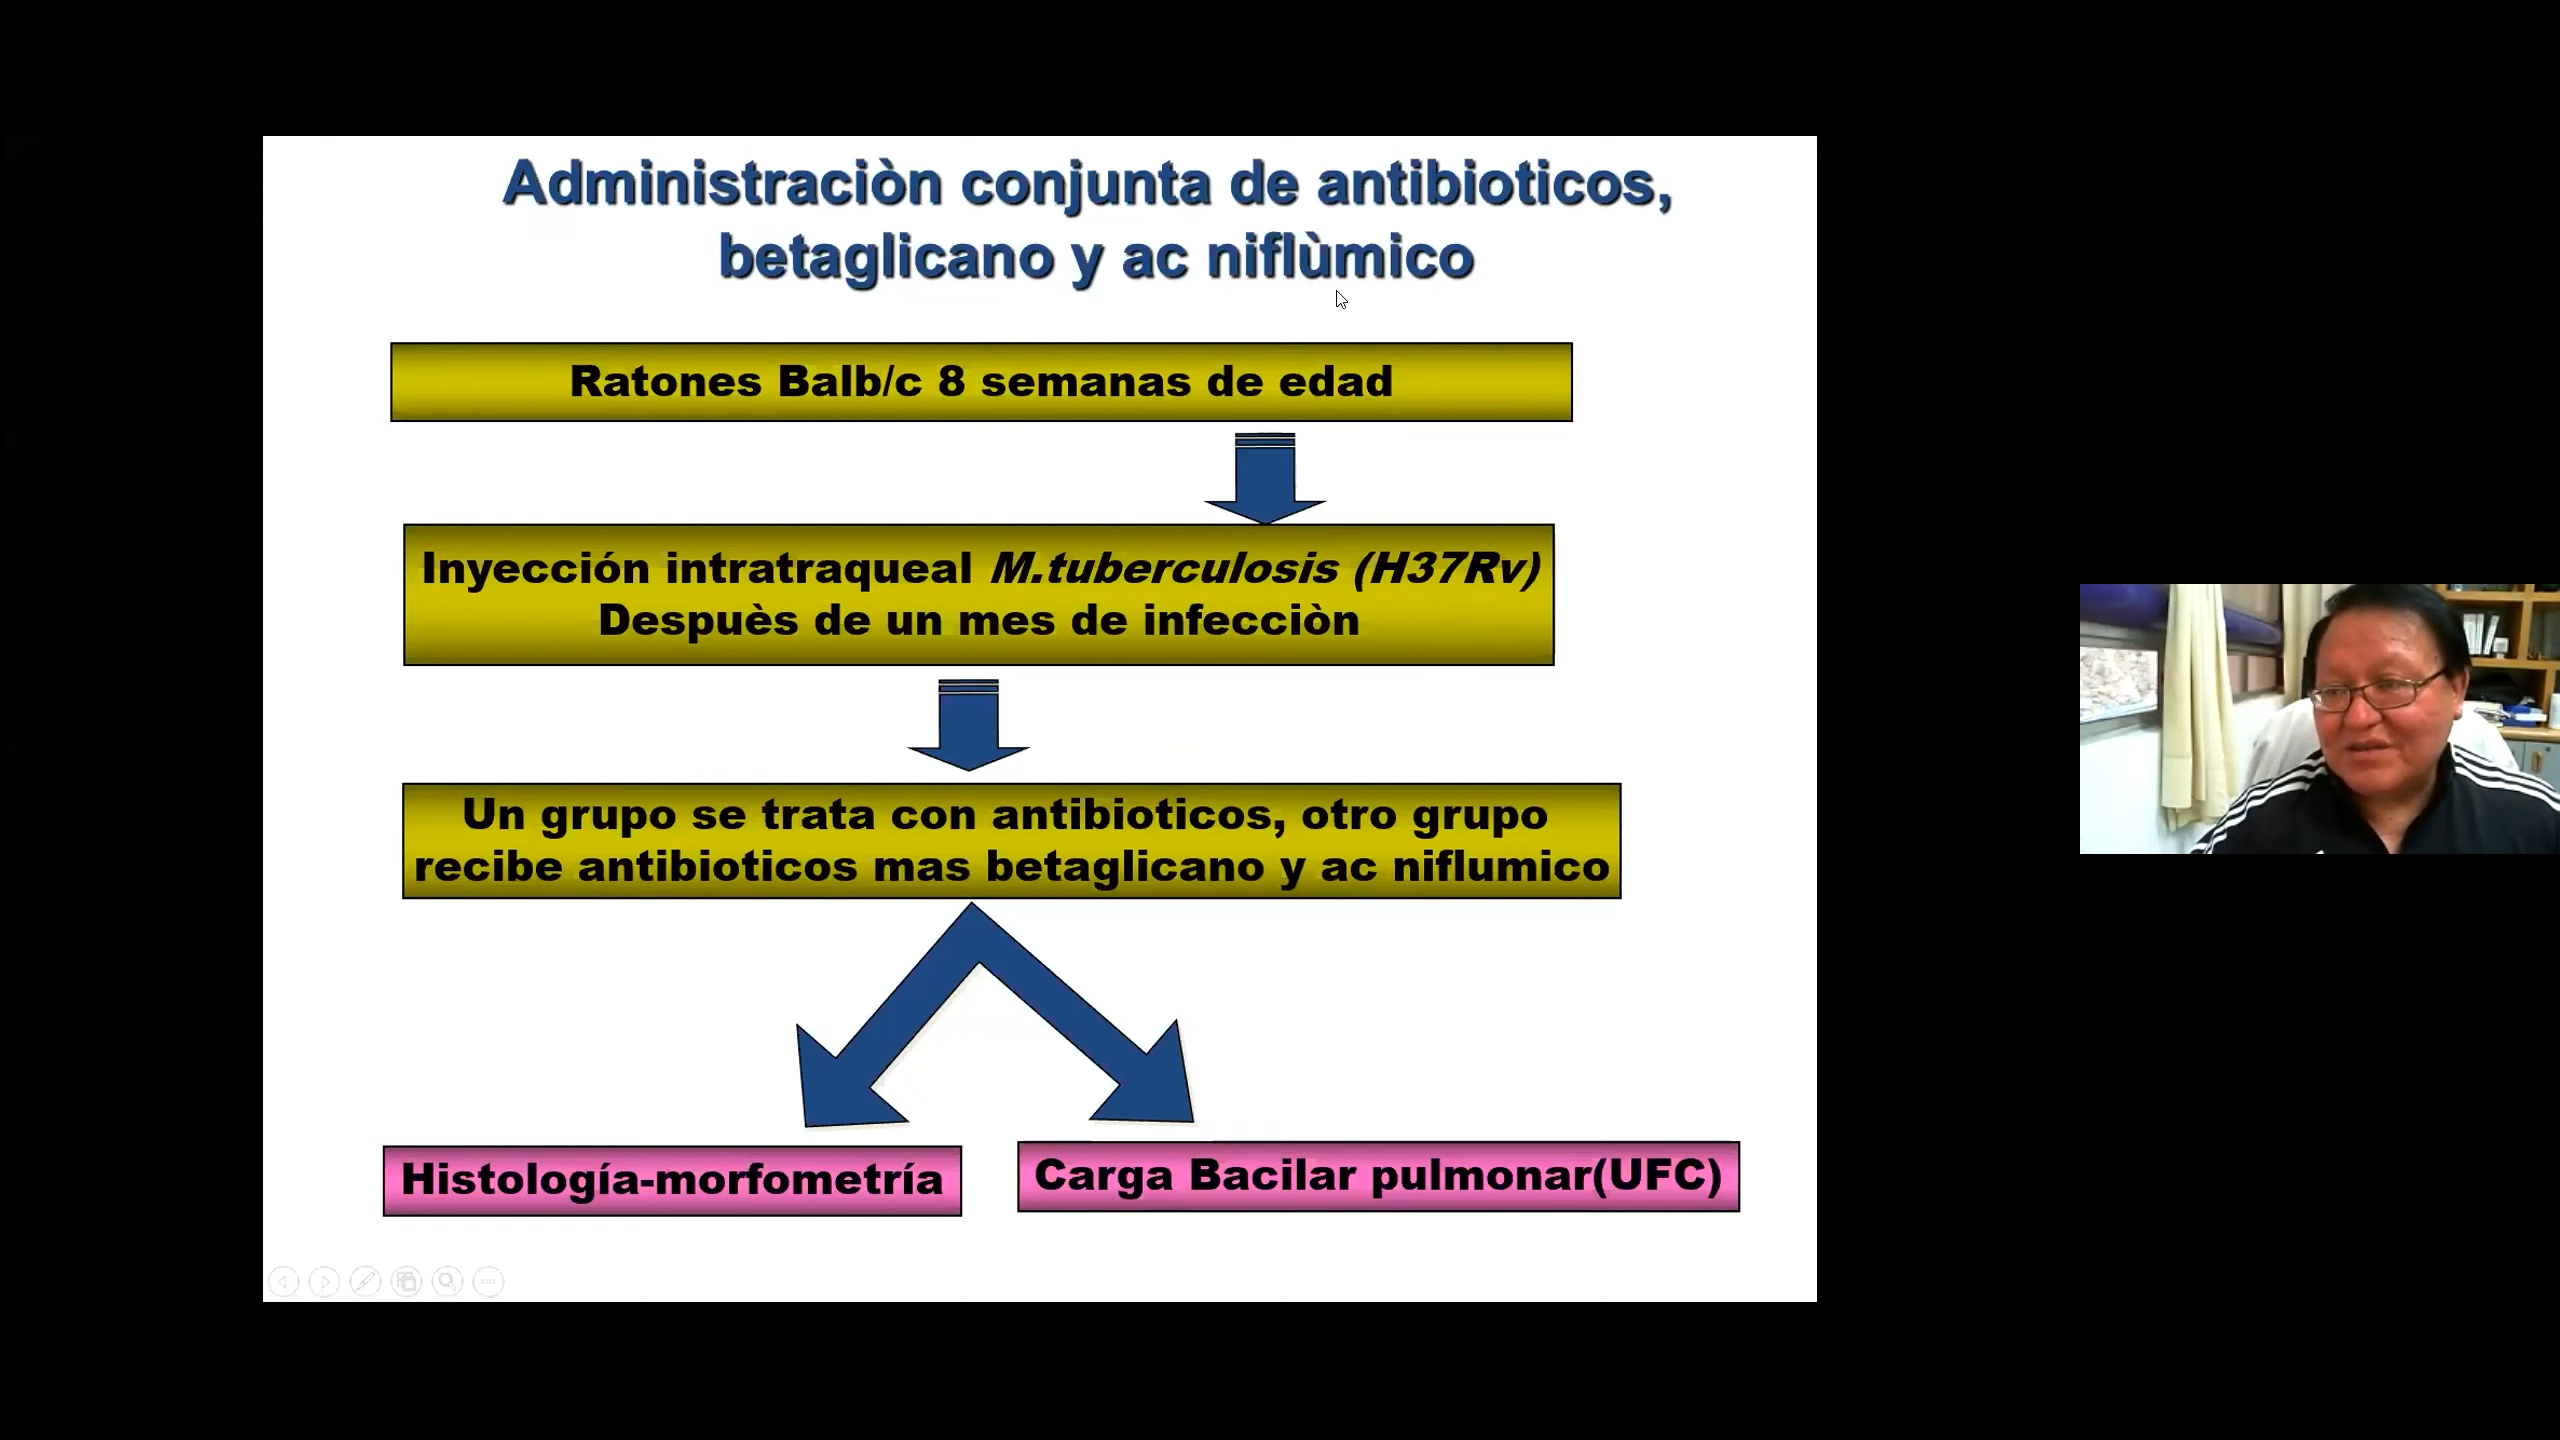 Administraciòn conjunta de antibioticos,
betaglicano y ac niflùmico
Ratones Balb/c 8 semanas de edad
Inyección intratraqueal M.tuberculosis (H37Rv)
Despuès de un mes de infecciòn
Un grupo se trata con antibioticos, otro grupo
recibe antibioticos mas betaglicano y ac niflumico
Histología-morfometría
Carga Bacilar pulmonar(UFC)